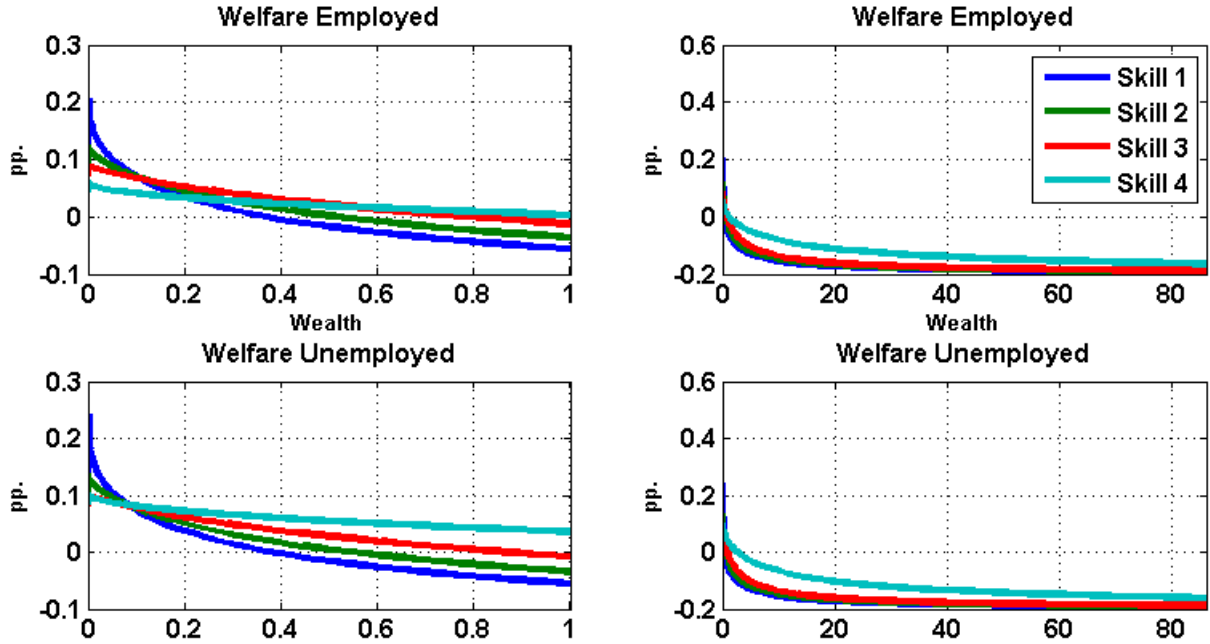 Welfare Employed
0.3
0.2
0.1
0
-0.1
pp.
0 0.2 0.4 0.6 0.8 1
Wealth
Welfare Employed
0.6
0.4
0.2
0
-0.2
pp.
0 20 40 60 80
Wealth
Skill 1
Skill 2
Skill 3
Skill 4
Welfare Unemployed
0.3
0.2
0.1
0
-0.1
pp.
0 0.2 0.4 0.6 0.8 1
Welfare Unemployed
0.6
0.4
0.2
0
-0.2
pp.
0 20 40 60 80